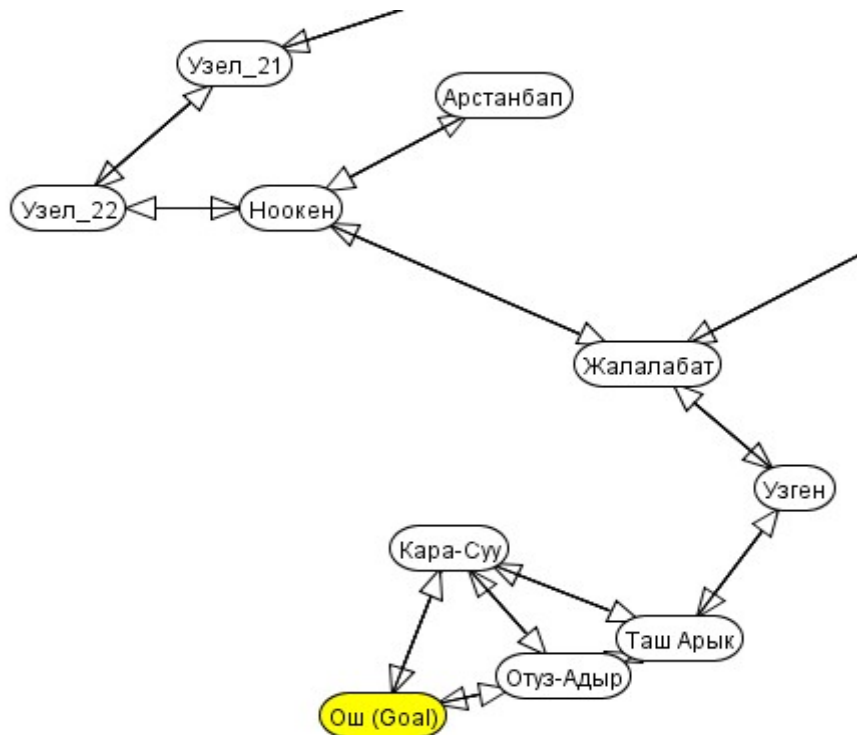 Узел_21
Арстанбап
Узел_22
Ноокен
Жалалабат
Узген
Кара-Суу
Таш Арык
Отуз-Адыр
Ош (Goal)